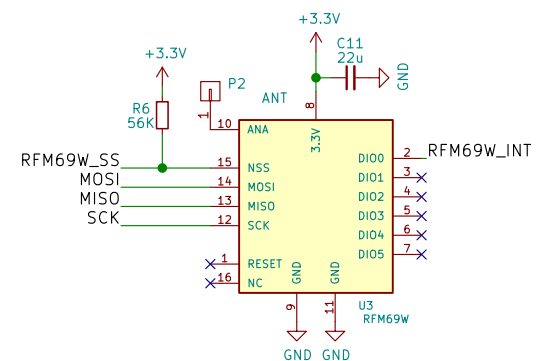 +3.3V
C11
22u
GND
+3.3V
P2
1
ANT
8
3.3V
R6
56K
10 ANA
RFM69W_SS 15 NSS
MOSI 14 MOSI
MISO 13 MISO
SCK 12 SCK
1 RESET
16 NC
DIO0 2 RFM69W_INT
DIO1 3
DIO2 4
DIO3 5
DIO4 6
DIO5 7
GND GND
9 11
U3
RFM69W
GND GND